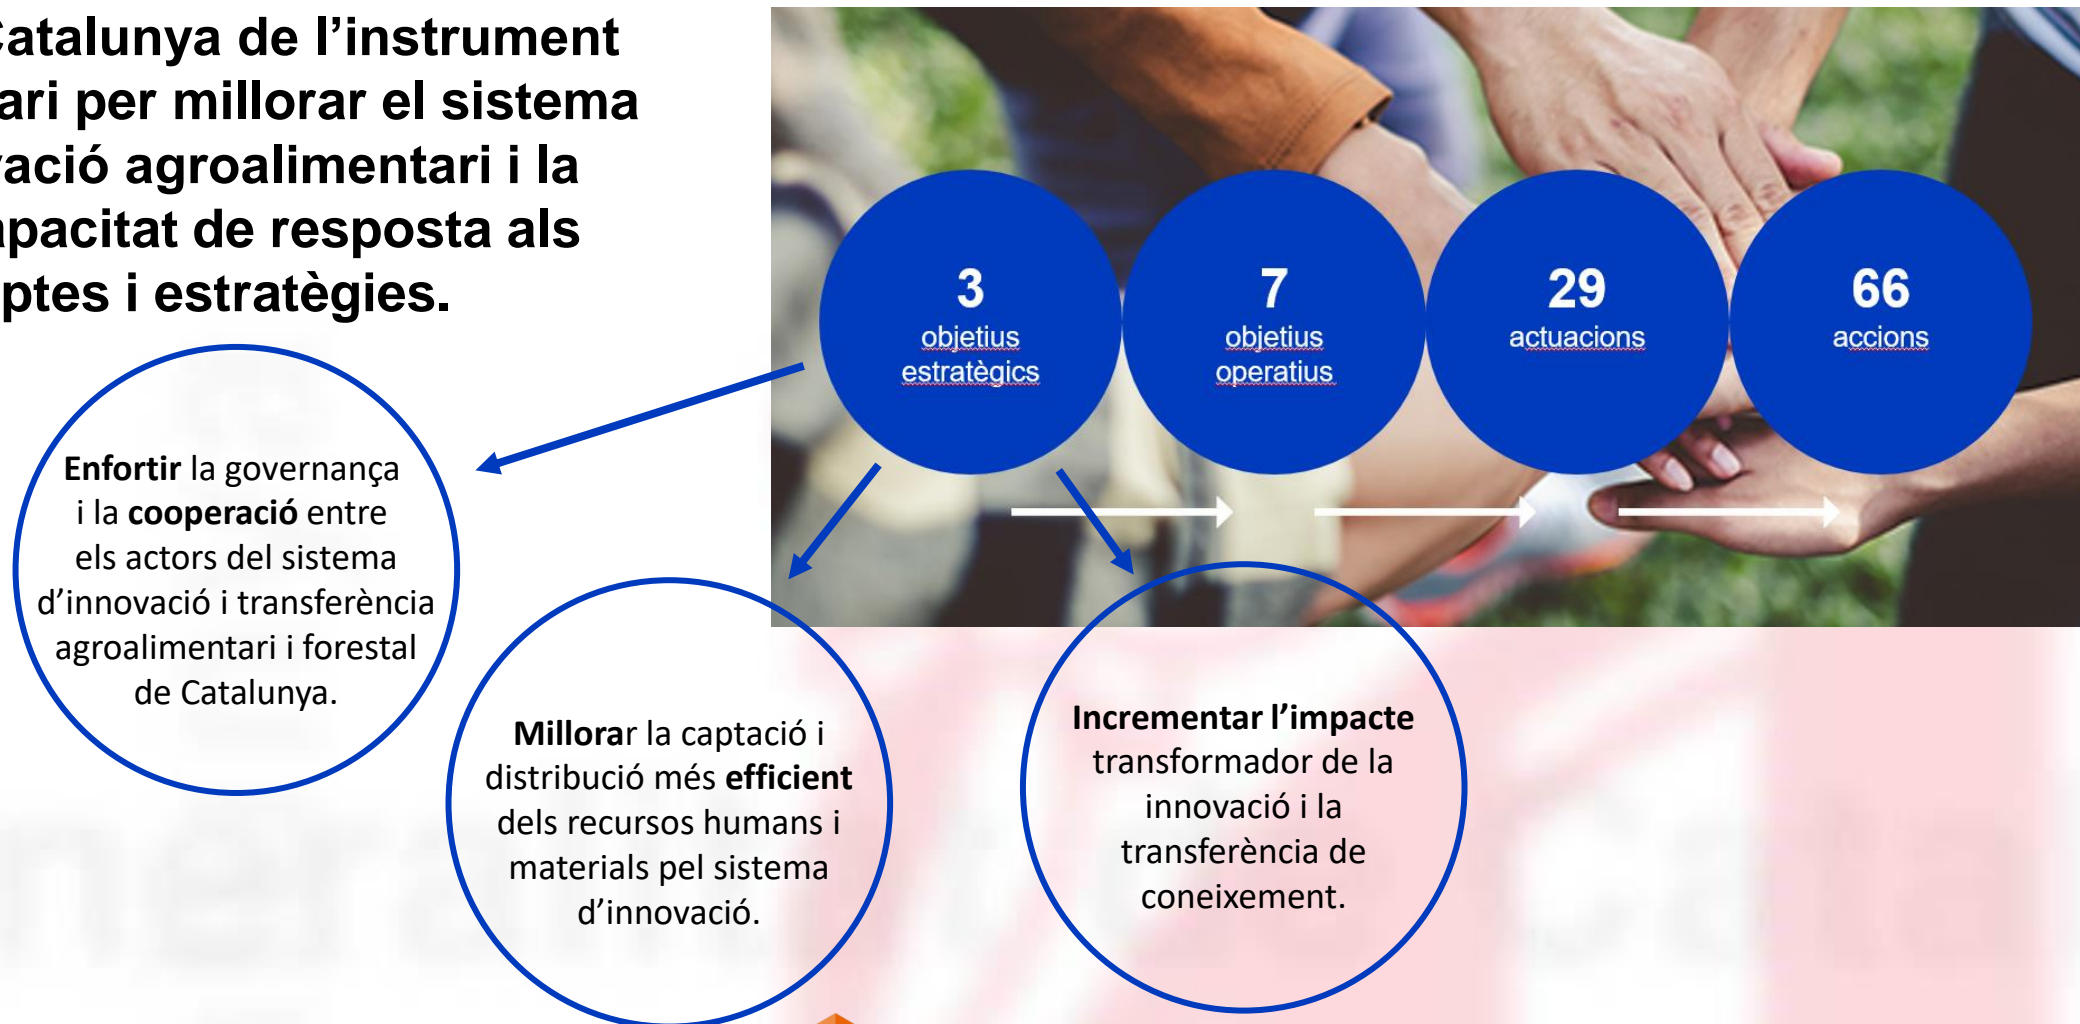 Catalunya de l’instrument
ari per millorar el sistema
ació agroalimentari i la
apacitat de resposta als
ptes i estratègies.
3
objetius
estratègics
7
objetius
operatius
29
actuacions
66
accions
Enfortir la governança
i la cooperació entre
els actors del sistema
d’innovació i transferència
agroalimentari i forestal
de Catalunya.
Millorar la captació i
distribució més efficient
dels recursos humans i
materials pel sistema
d’innovació.
Incrementar l’impacte
transformador de la
innovació i la
transferència de
coneixement.